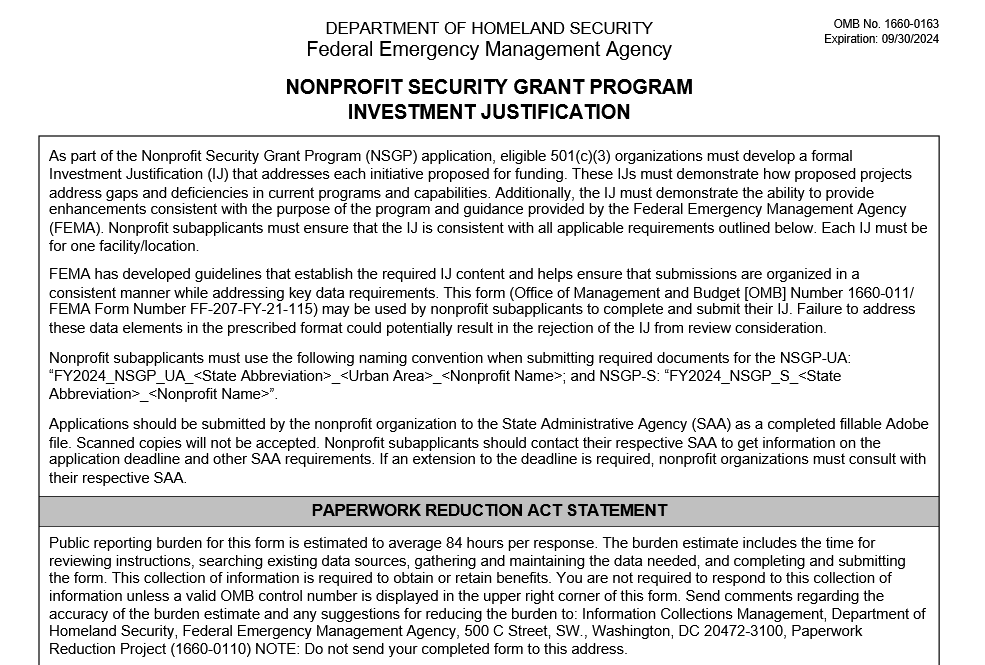 DEPARTMENT OF HOMELAND SECURITY
Federal Emergency Management Agency
OMB No. 1660-0163
Expiration: 09/30/2024
NONPROFIT SECURITY GRANT PROGRAM
INVESTMENT JUSTIFICATION
As part of the Nonprofit Security Grant Program (NSGP) application, eligible 501(c)(3) organizations must develop a formal
Investment Justification (IJ) that addresses each initiative proposed for funding. These IJs must demonstrate how proposed projects
address gaps and deficiencies in current programs and capabilities. Additionally, the IJ must demonstrate the ability to provide
enhancements consistent with the purpose of the program and guidance provided by the Federal Emergency Management Agency
(FEMA). Nonprofit subapplicants must ensure that the IJ is consistent with all applicable requirements outlined below. Each IJ must be
for one facility/location.
FEMA has developed guidelines that establish the required IJ content and helps ensure that submissions are organized in a
consistent manner while addressing key data requirements. This form (Office of Management and Budget [OMB] Number 1660-011/
FEMA Form Number FF-207-FY-21-115) may be used by nonprofit subapplicants to complete and submit their IJ. Failure to address
these data elements in the prescribed format could potentially result in the rejection of the IJ from review consideration.
Nonprofit subapplicants must use the following naming convention when submitting required documents for the NSGP-UA:
“FY2024_NSGP_UA_<State Abbreviation>_<Urban Area>_<Nonprofit Name>; and NSGP-S: “FY2024_NSGP_S_<State
Abbreviation>_<Nonprofit Name>”.
Applications should be submitted by the nonprofit organization to the State Administrative Agency (SAA) as a completed fillable Adobe
file. Scanned copies will not be accepted. Nonprofit subapplicants should contact their respective SAA to get information on the
application deadline and other SAA requirements. If an extension to the deadline is required, nonprofit organizations must consult with
their respective SAA.
PAPERWORK REDUCTION ACT STATEMENT
Public reporting burden for this form is estimated to average 84 hours per response. The burden estimate includes the time for
reviewing instructions, searching existing data sources, gathering and maintaining the data needed, and completing and submitting
the form. This collection of information is required to obtain or retain benefits. You are not required to respond to this collection of
information unless a valid OMB control number is displayed in the upper right corner of this form. Send comments regarding the
accuracy of the burden estimate and any suggestions for reducing the burden to: Information Collections Management, Department of
Homeland Security, Federal Emergency Management Agency, 500 C Street, SW., Washington, DC 20472-3100, Paperwork
Reduction Project (1660-0110) NOTE: Do not send your completed form to this address.